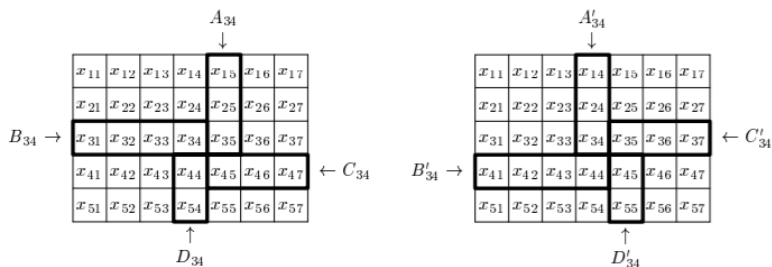 A₃₄ A′₃₄
↓ ↓
x₁₁ x₁₂ x₁₃ x₁₄ x₁₅ x₁₆ x₁₇ x₁₁ x₁₂ x₁₃ x₁₄ x₁₅ x₁₆ x₁₇
x₂₁ x₂₂ x₂₃ x₂₄ x₂₅ x₂₆ x₂₇ x₂₁ x₂₂ x₂₃ x₂₄ x₂₅ x₂₆ x₂₇
B₃₄ → x₃₁ x₃₂ x₃₃ x₃₄ x₃₅ x₃₆ x₃₇ x₃₁ x₃₂ x₃₃ x₃₄ x₃₅ x₃₆ x₃₇ ← C′₃₄
x₄₁ x₄₂ x₄₃ x₄₄ x₄₅ x₄₆ x₄₇ ← C₃₄ B′₃₄ → x₄₁ x₄₂ x₄₃ x₄₄ x₄₅ x₄₆ x₄₇
x₅₁ x₅₂ x₅₃ x₅₄ x₅₅ x₅₆ x₅₇ x₅₁ x₅₂ x₅₃ x₅₄ x₅₅ x₅₆ x₅₇
↑ ↑
D₃₄ D′₃₄